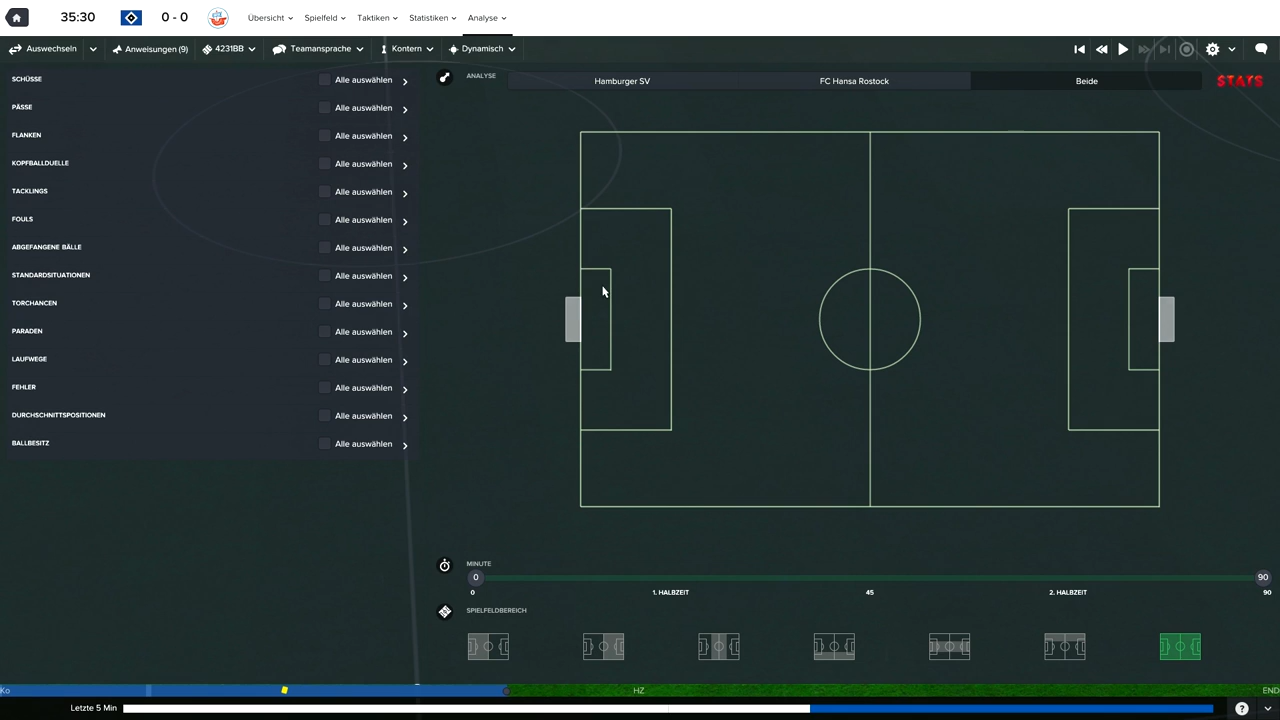 35:30 0 - 0 Übersicht Spielfeld Taktiken Statistiken Analyse
Auswechseln Anweisungen (9) 4231BB Teamansprache Kontern Dynamisch
SCHÜSSE Alle auswählen
PÄSSE Alle auswählen
FLANKEN Alle auswählen
KOPFBALLDUELLE Alle auswählen
TACKLINGS Alle auswählen
FOULS Alle auswählen
ABGEFANGENE BÄLLE Alle auswählen
STANDARDSITUATIONEN Alle auswählen
TORCHANCEN Alle auswählen
PARADEN Alle auswählen
LAUFWEGE Alle auswählen
FEHLER Alle auswählen
DURCHSCHNITTSPOSITIONEN Alle auswählen
BALLBESITZ Alle auswählen
ANALYSE Hamburger SV FC Hansa Rostock Beide STATS
MINUTE
0 90
0 1. HALBZEIT 45 2. HALBZEIT 90
SPIELFELDBEREICH
Ko HZ END
Letzte 5 Min ?